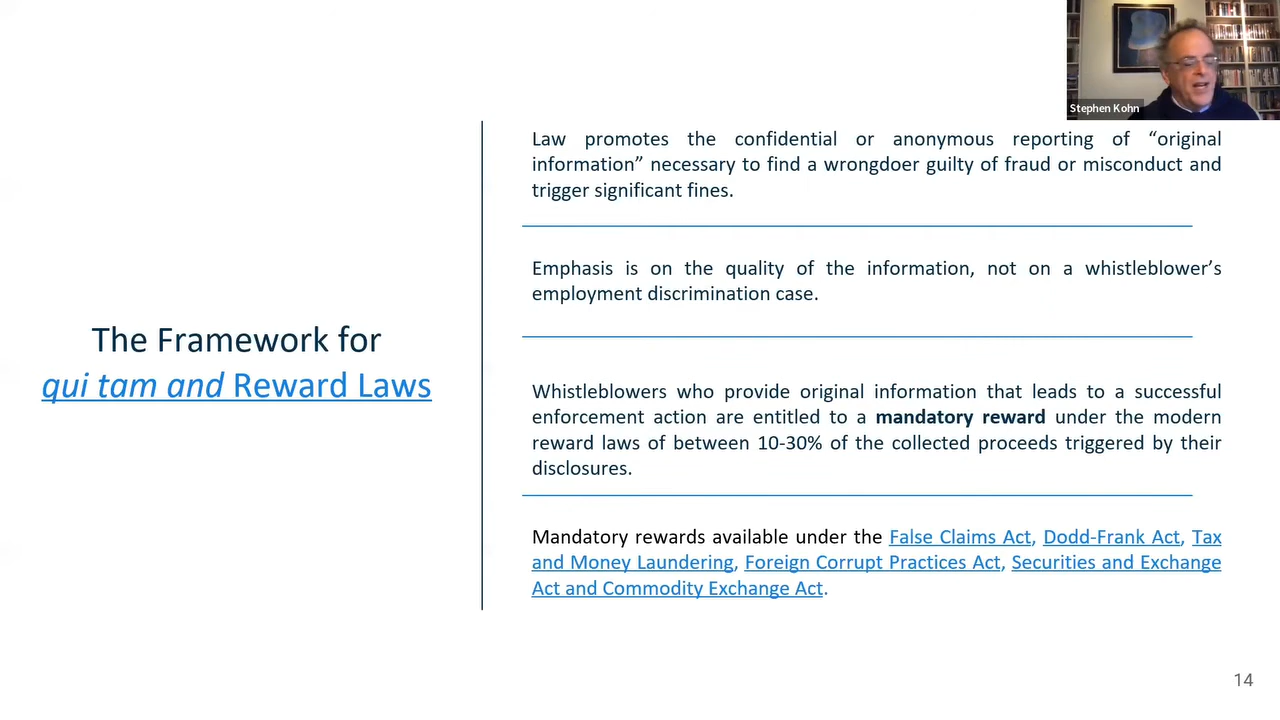 Stephen Kohn
The Framework for
qui tam and Reward Laws
Law promotes the confidential or anonymous reporting of “original
information” necessary to find a wrongdoer guilty of fraud or misconduct and
trigger significant fines.
Emphasis is on the quality of the information, not on a whistleblower’s
employment discrimination case.
Whistleblowers who provide original information that leads to a successful
enforcement action are entitled to a mandatory reward under the modern
reward laws of between 10-30% of the collected proceeds triggered by their
disclosures.
Mandatory rewards available under the False Claims Act, Dodd-Frank Act, Tax
and Money Laundering, Foreign Corrupt Practices Act, Securities and Exchange
Act and Commodity Exchange Act.
14